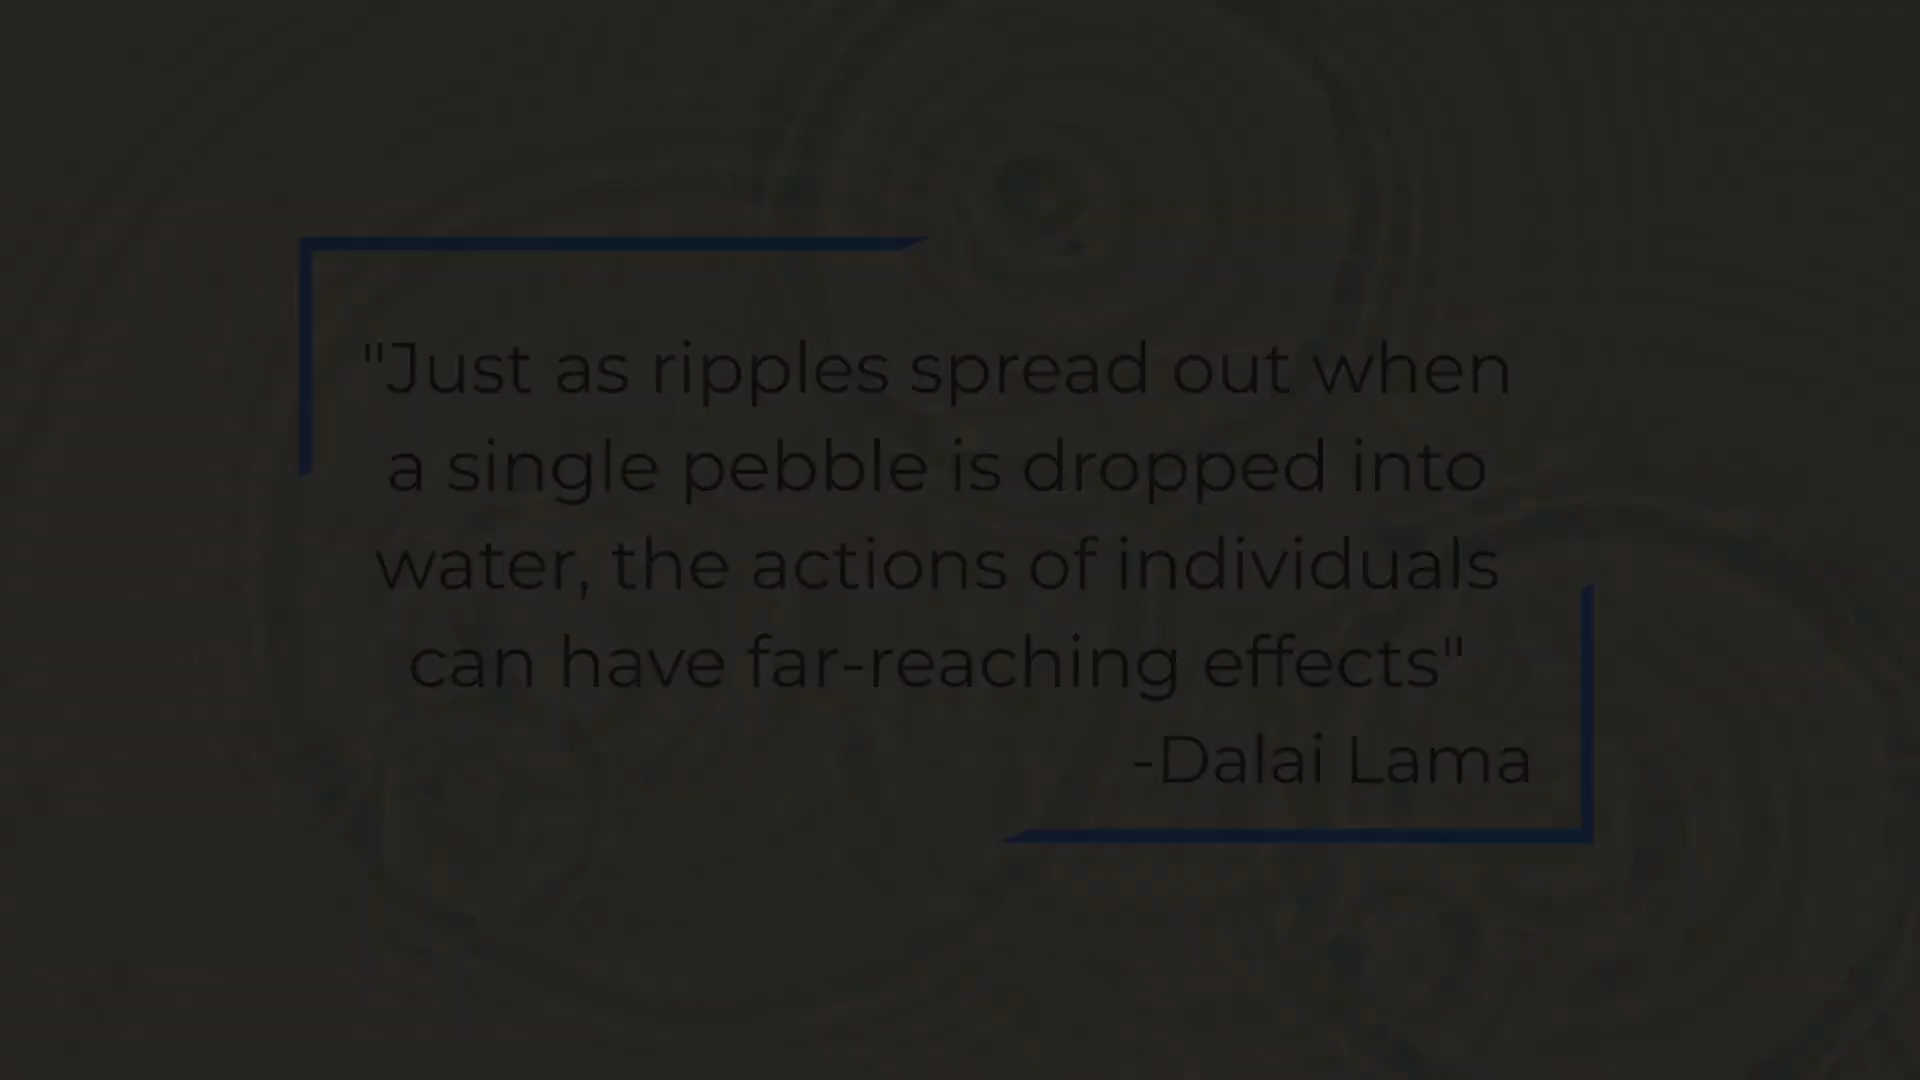 "Just as ripples spread out when
a single pebble is dropped into
water, the actions of individuals
can have far-reaching effects"
-Dalai Lama